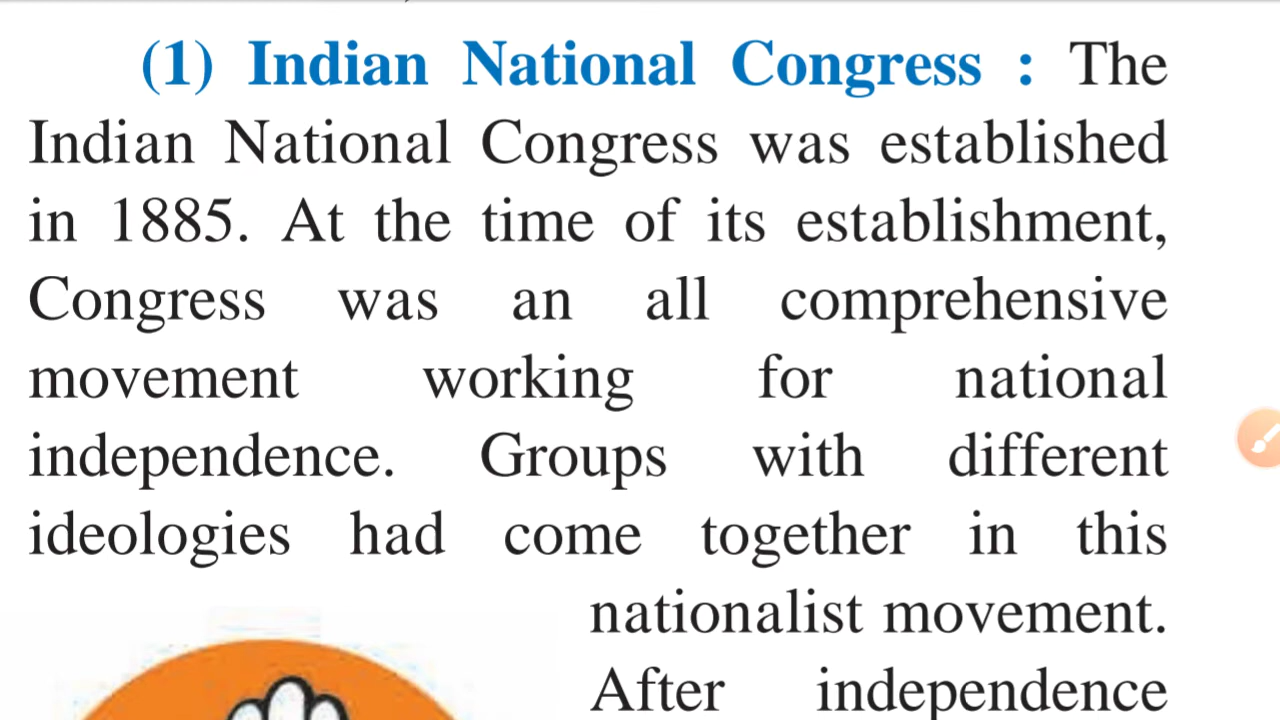 (1) Indian National Congress : The
Indian National Congress was established
in 1885. At the time of its establishment,
Congress was an all comprehensive
movement working for national
independence. Groups with different
ideologies had come together in this
nationalist movement.
After independence